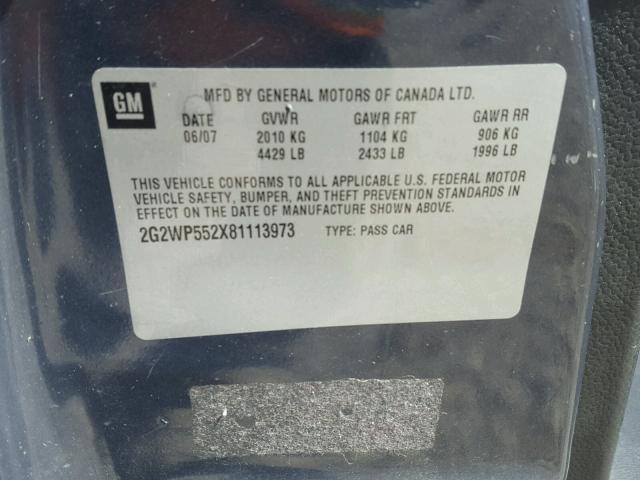 GM
MFD BY GENERAL MOTORS OF CANADA LTD.
DATE GVWR GAWR FRT GAWR RR
06/07 2010 KG 1104 KG 906 KG
4429 LB 2433 LB 1996 LB
THIS VEHICLE CONFORMS TO ALL APPLICABLE U.S. FEDERAL MOTOR
VEHICLE SAFETY, BUMPER, AND THEFT PREVENTION STANDARDS IN
EFFECT ON THE DATE OF MANUFACTURE SHOWN ABOVE.
2G2WP552X81113973 TYPE: PASS CAR